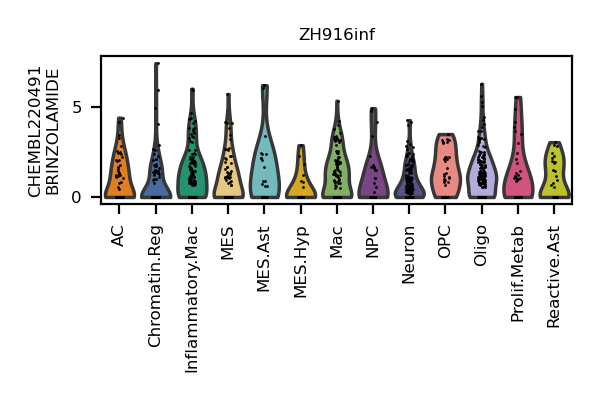 ZH916inf
CHEMBL220491
BRINZOLAMIDE
5
0
AC
Chromatin.Reg
Inflammatory.Mac
MES
MES.Ast
MES.Hyp
Mac
NPC
Neuron
OPC
Oligo
Prolif.Metab
Reactive.Ast